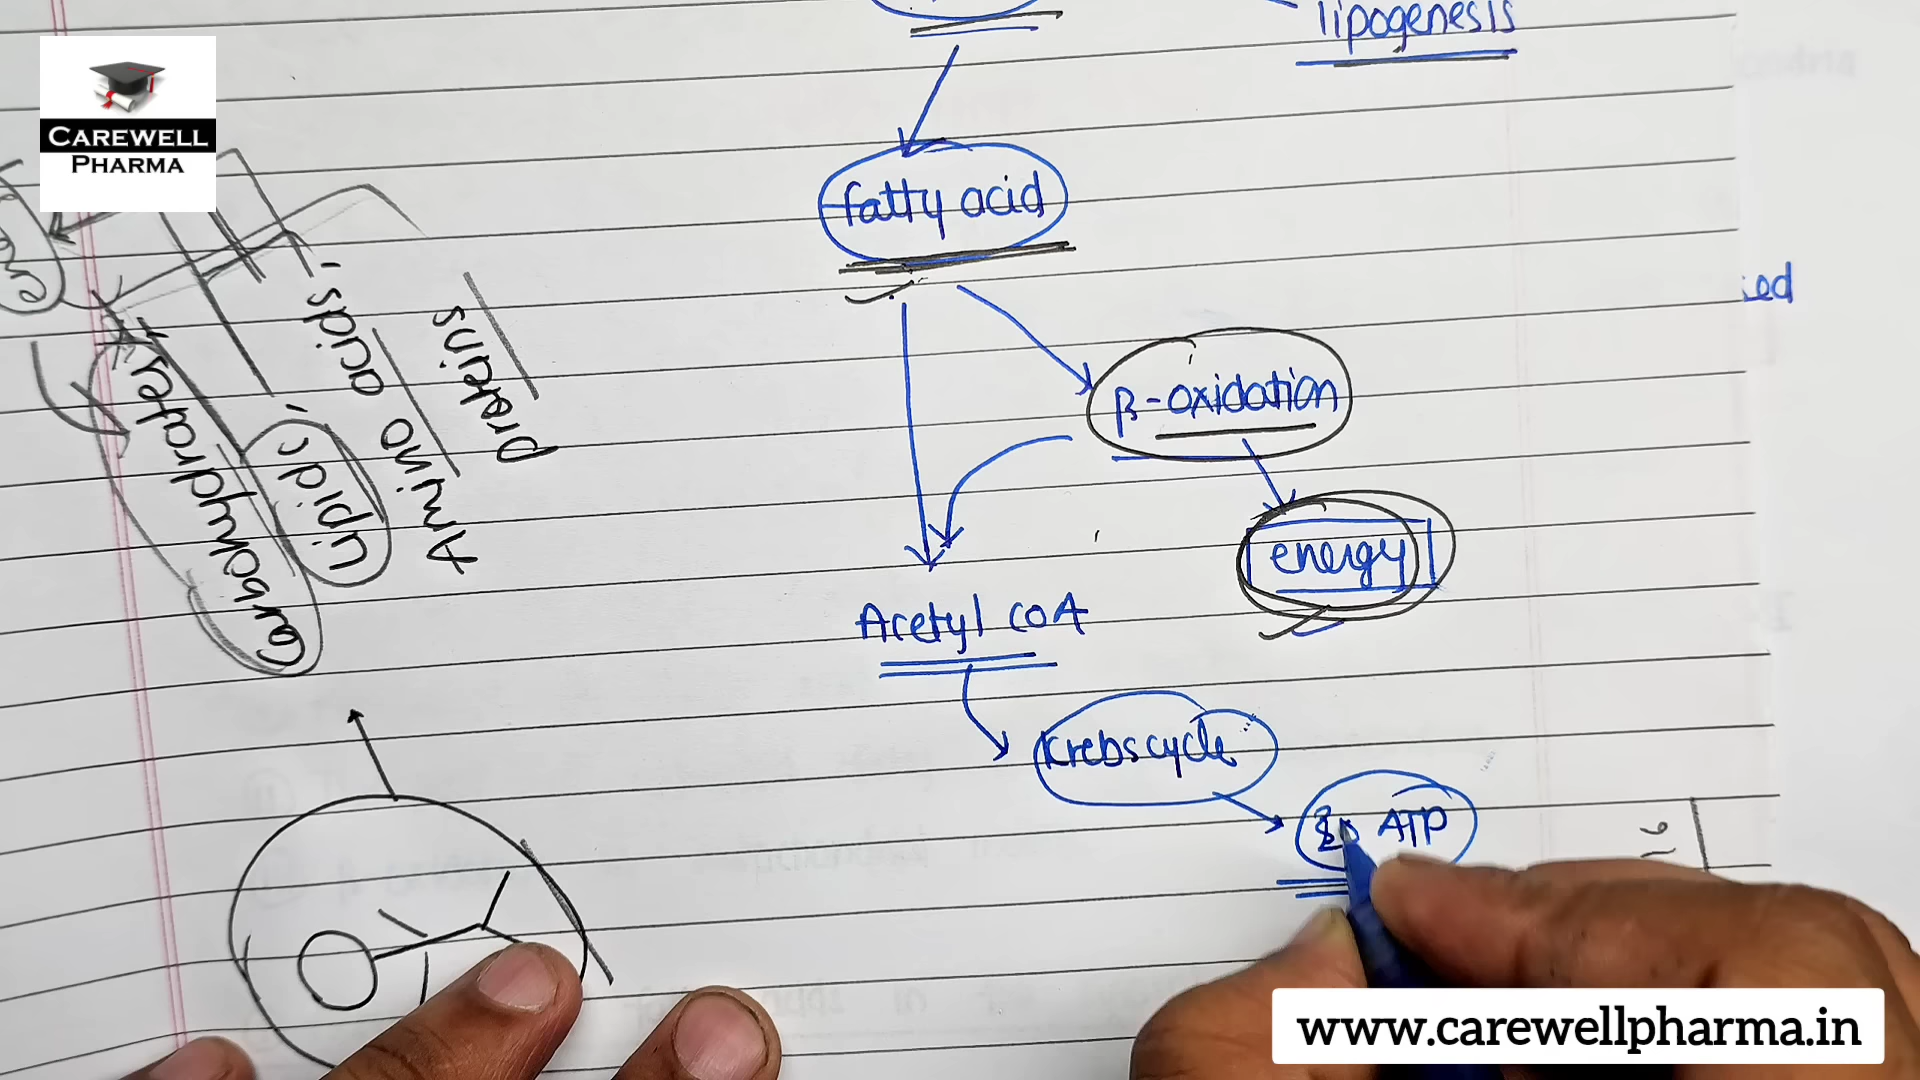 lipogenesis
CAREWELL
PHARMA
fatty acid
ied
β-oxidation
energy
Acetyl coA
Krebs cycle
ATP
Carbohydrates,
Lipids,
Amino acids,
proteins
www.carewellpharma.in